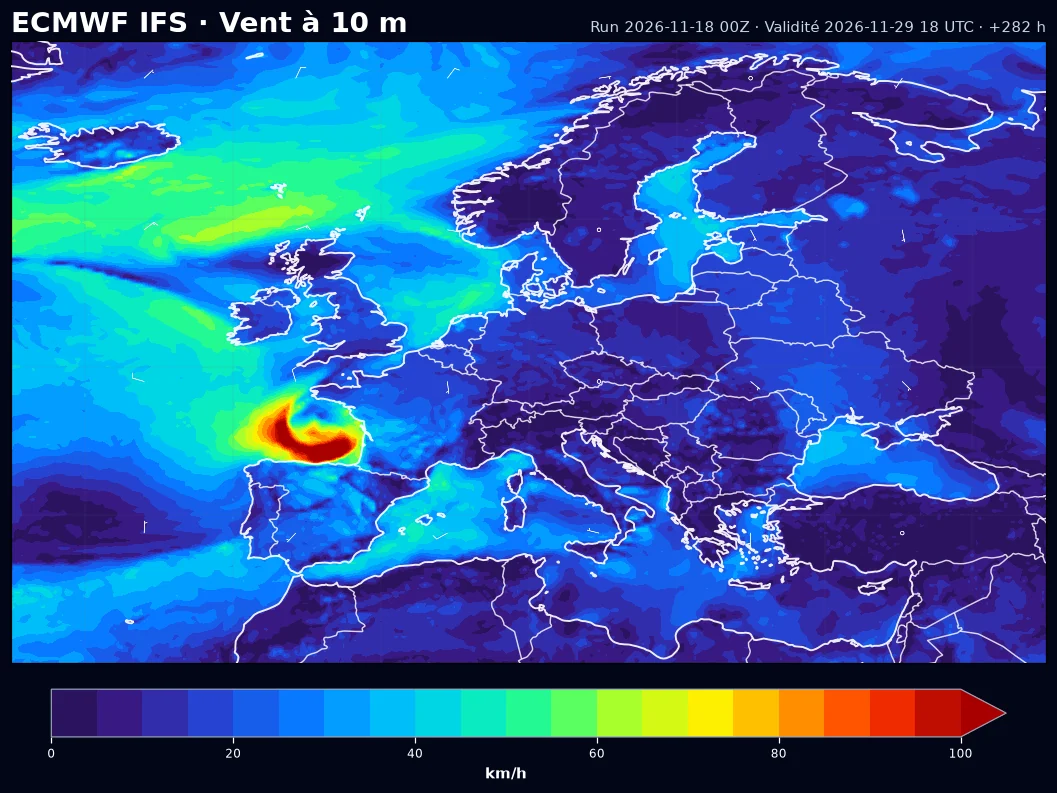 ECMWF IFS · Vent à 10 m
Run 2026-11-18 00Z · Validité 2026-11-29 18 UTC · +282 h
0 20 40 60 80 100
km/h